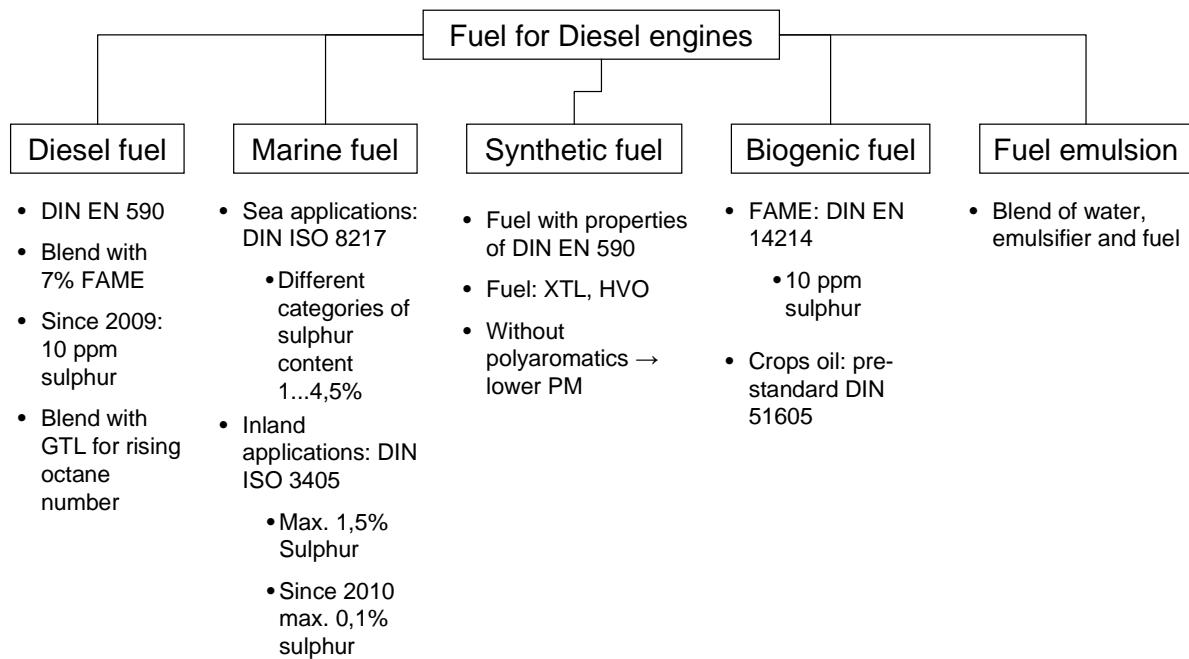 Fuel for Diesel engines
Diesel fuel
• DIN EN 590
• Blend with
7% FAME
• Since 2009:
10 ppm
sulphur
• Blend with
GTL for rising
octane
number
Marine fuel
• Sea applications:
DIN ISO 8217
• Different
categories of
sulphur
content
1...4,5%
• Inland
applications: DIN
ISO 3405
• Max. 1,5%
Sulphur
• Since 2010
max. 0,1%
sulphur
Synthetic fuel
• Fuel with properties
of DIN EN 590
• Fuel: XTL, HVO
• Without
polyaromatics →
lower PM
Biogenic fuel
• FAME: DIN EN
14214
• 10 ppm
sulphur
• Crops oil: pre-
standard DIN
51605
Fuel emulsion
• Blend of water,
emulsifier and fuel